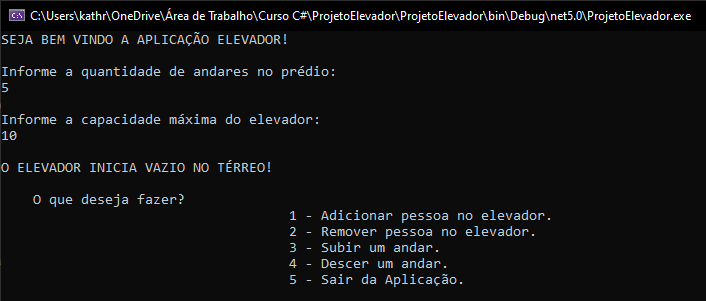 C:\Users\kathr\OneDrive\Área de Trabalho\Curso C#\ProjetoElevador\ProjetoElevador\bin\Debug\net5.0\ProjetoElevador.exe
SEJA BEM VINDO A APLICAÇÃO ELEVADOR!
Informe a quantidade de andares no prédio:
5
Informe a capacidade máxima do elevador:
10
O ELEVADOR INICIA VAZIO NO TÉRREO!
O que deseja fazer?
1 - Adicionar pessoa no elevador.
2 - Remover pessoa no elevador.
3 - Subir um andar.
4 - Descer um andar.
5 - Sair da Aplicação.